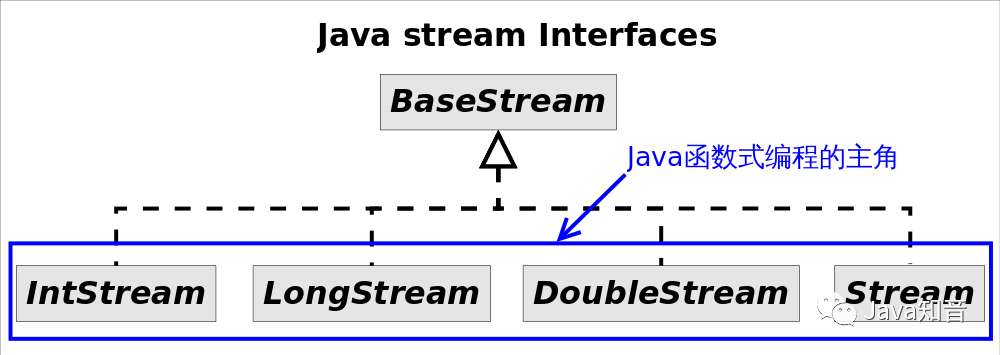 Java stream Interfaces
BaseStream
Java函数式编程的主角
IntStream
LongStream
DoubleStream
Stream
Java知音